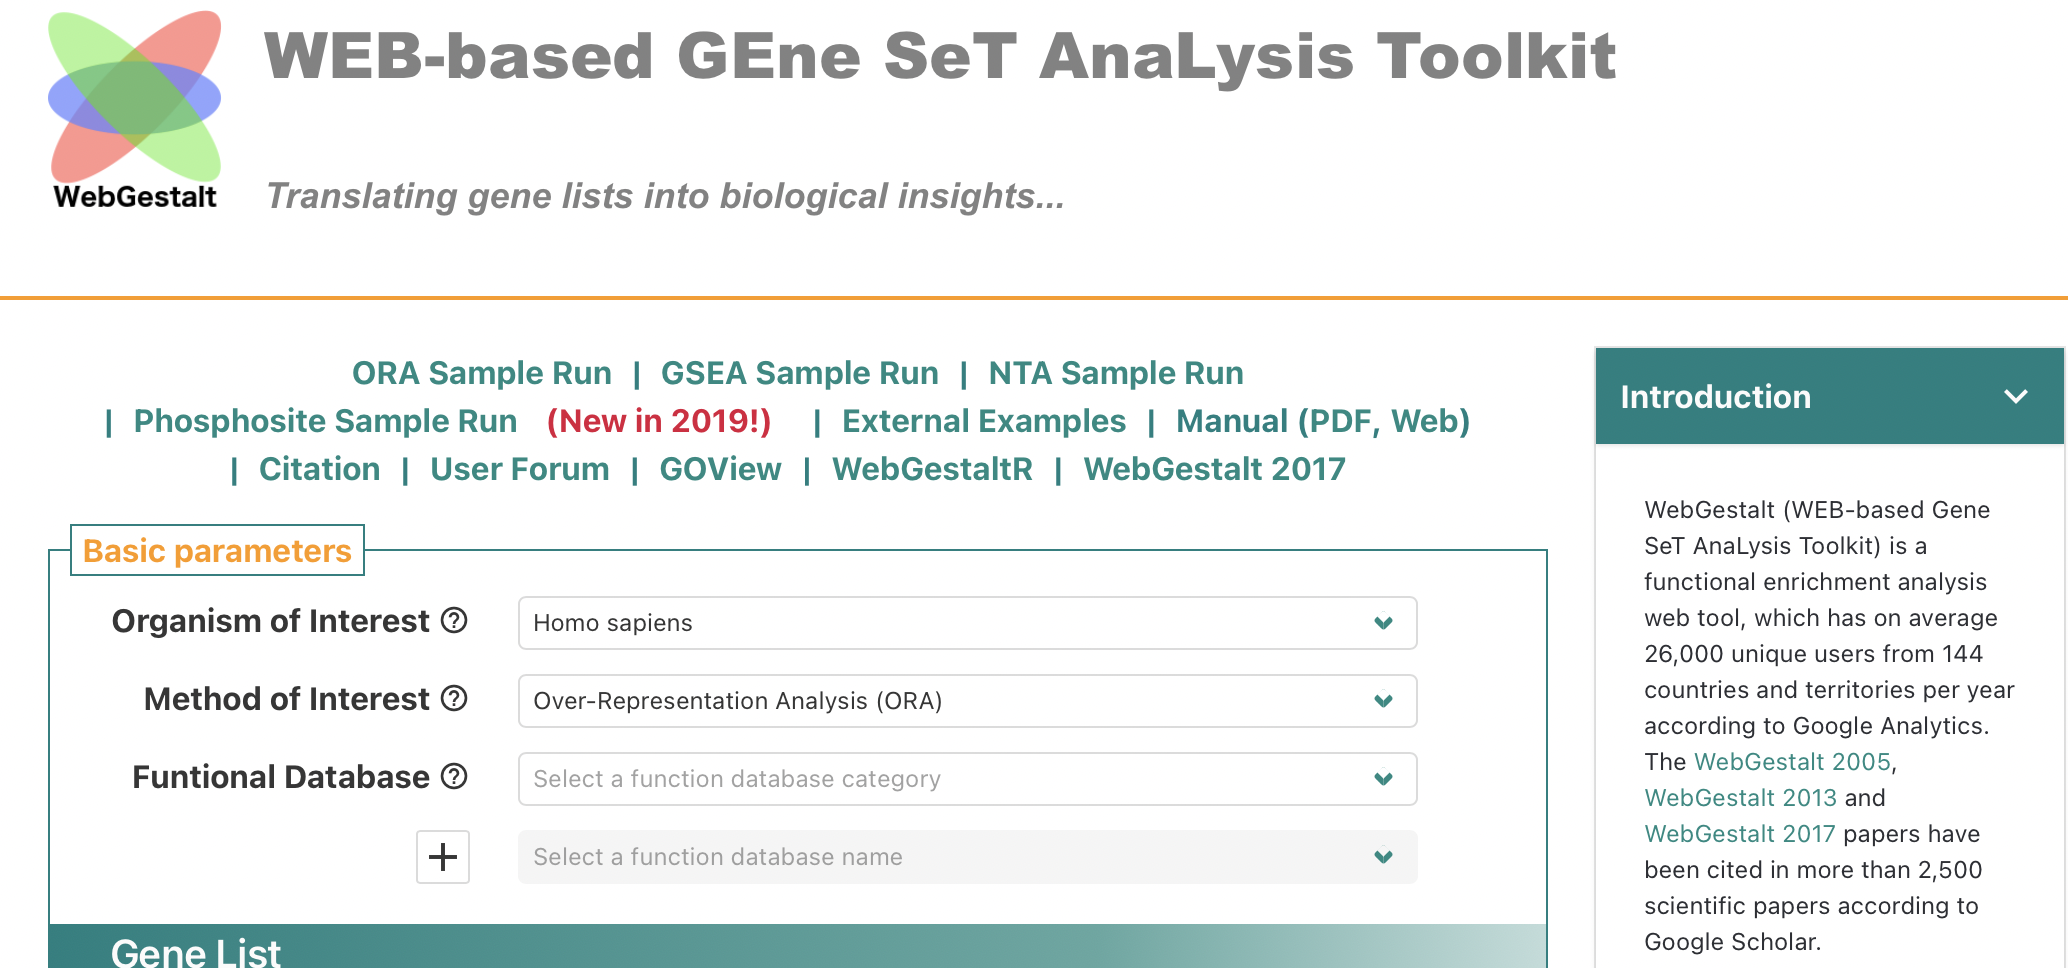 WebGestalt
WEB-based GEne SeT AnaLysis Toolkit
Translating gene lists into biological insights...
ORA Sample Run | GSEA Sample Run | NTA Sample Run
| Phosphosite Sample Run (New in 2019!) | External Examples | Manual (PDF, Web)
| Citation | User Forum | GOView | WebGestaltR | WebGestalt 2017
Basic parameters
Organism of Interest ?
Homo sapiens
Method of Interest ?
Over-Representation Analysis (ORA)
Funtional Database ?
Select a function database category
+
Select a function database name
Gene List
Introduction
WebGestalt (WEB-based Gene
SeT AnaLysis Toolkit) is a
functional enrichment analysis
web tool, which has on average
26,000 unique users from 144
countries and territories per year
according to Google Analytics.
The WebGestalt 2005,
WebGestalt 2013 and
WebGestalt 2017 papers have
been cited in more than 2,500
scientific papers according to
Google Scholar.